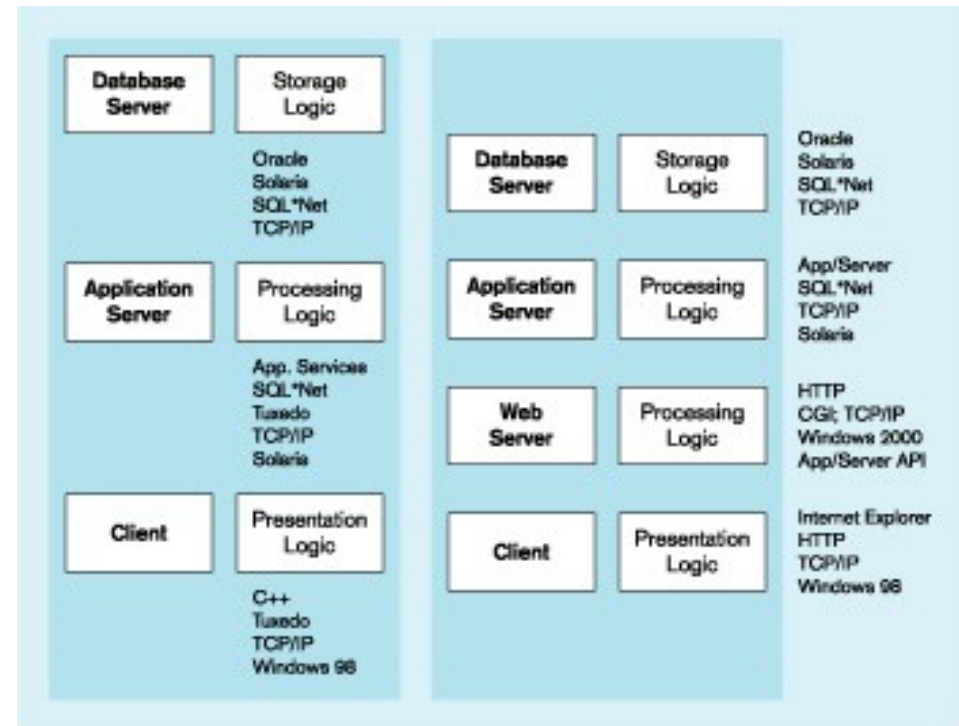 Database
Server
Storage
Logic
Oracle
Solaris
SQL*Net
TCP/IP
Application
Server
Processing
Logic
App. Services
SQL*Net
Tuxedo
TCP/IP
Solaris
Client
Presentation
Logic
C++
Tuxedo
TCP/IP
Windows 98
Database
Server
Storage
Logic
Oracle
Solaris
SQL*Net
TCP/IP
Application
Server
Processing
Logic
App/Server
SQL*Net
TCP/IP
Solaris
Web
Server
Processing
Logic
HTTP
CGI; TCP/IP
Windows 2000
App/Server API
Client
Presentation
Logic
Internet Explorer
HTTP
TCP/IP
Windows 98